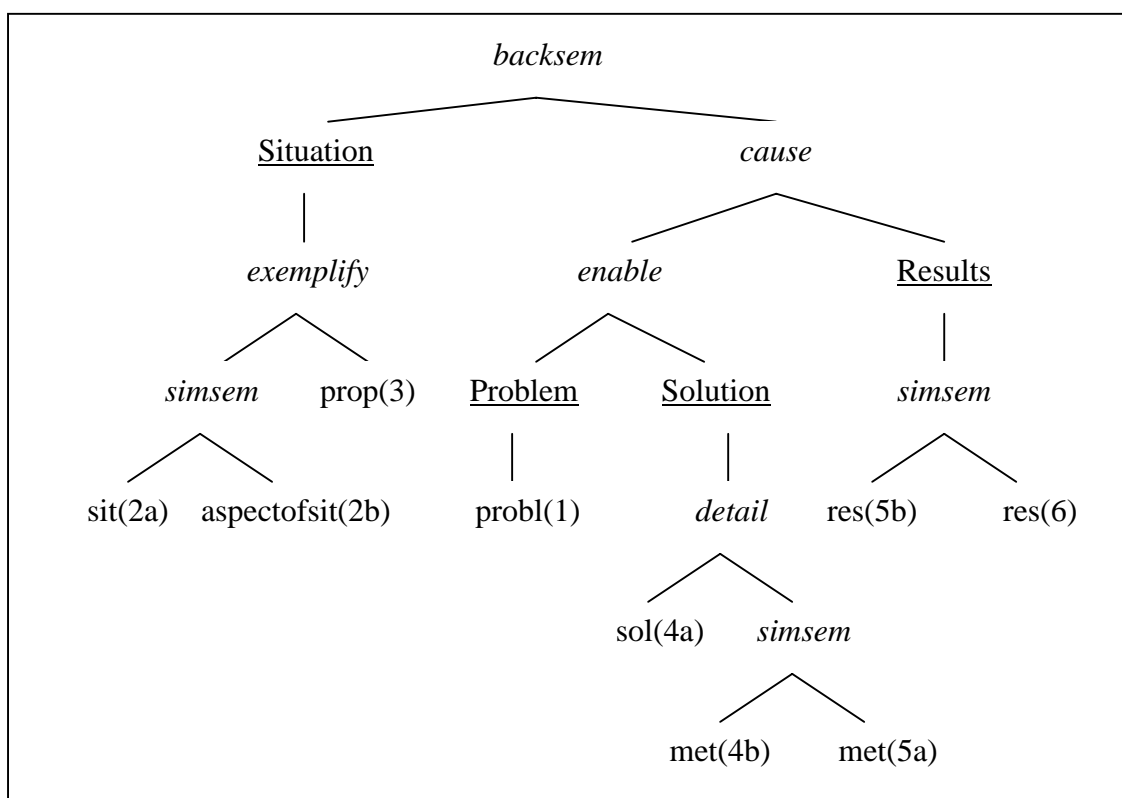 backsem
Situation cause
exemplify enable Results
simsem prop(3) Problem Solution simsem
sit(2a) aspectofsit(2b) probl(1) detail res(5b) res(6)
sol(4a) simsem
met(4b) met(5a)